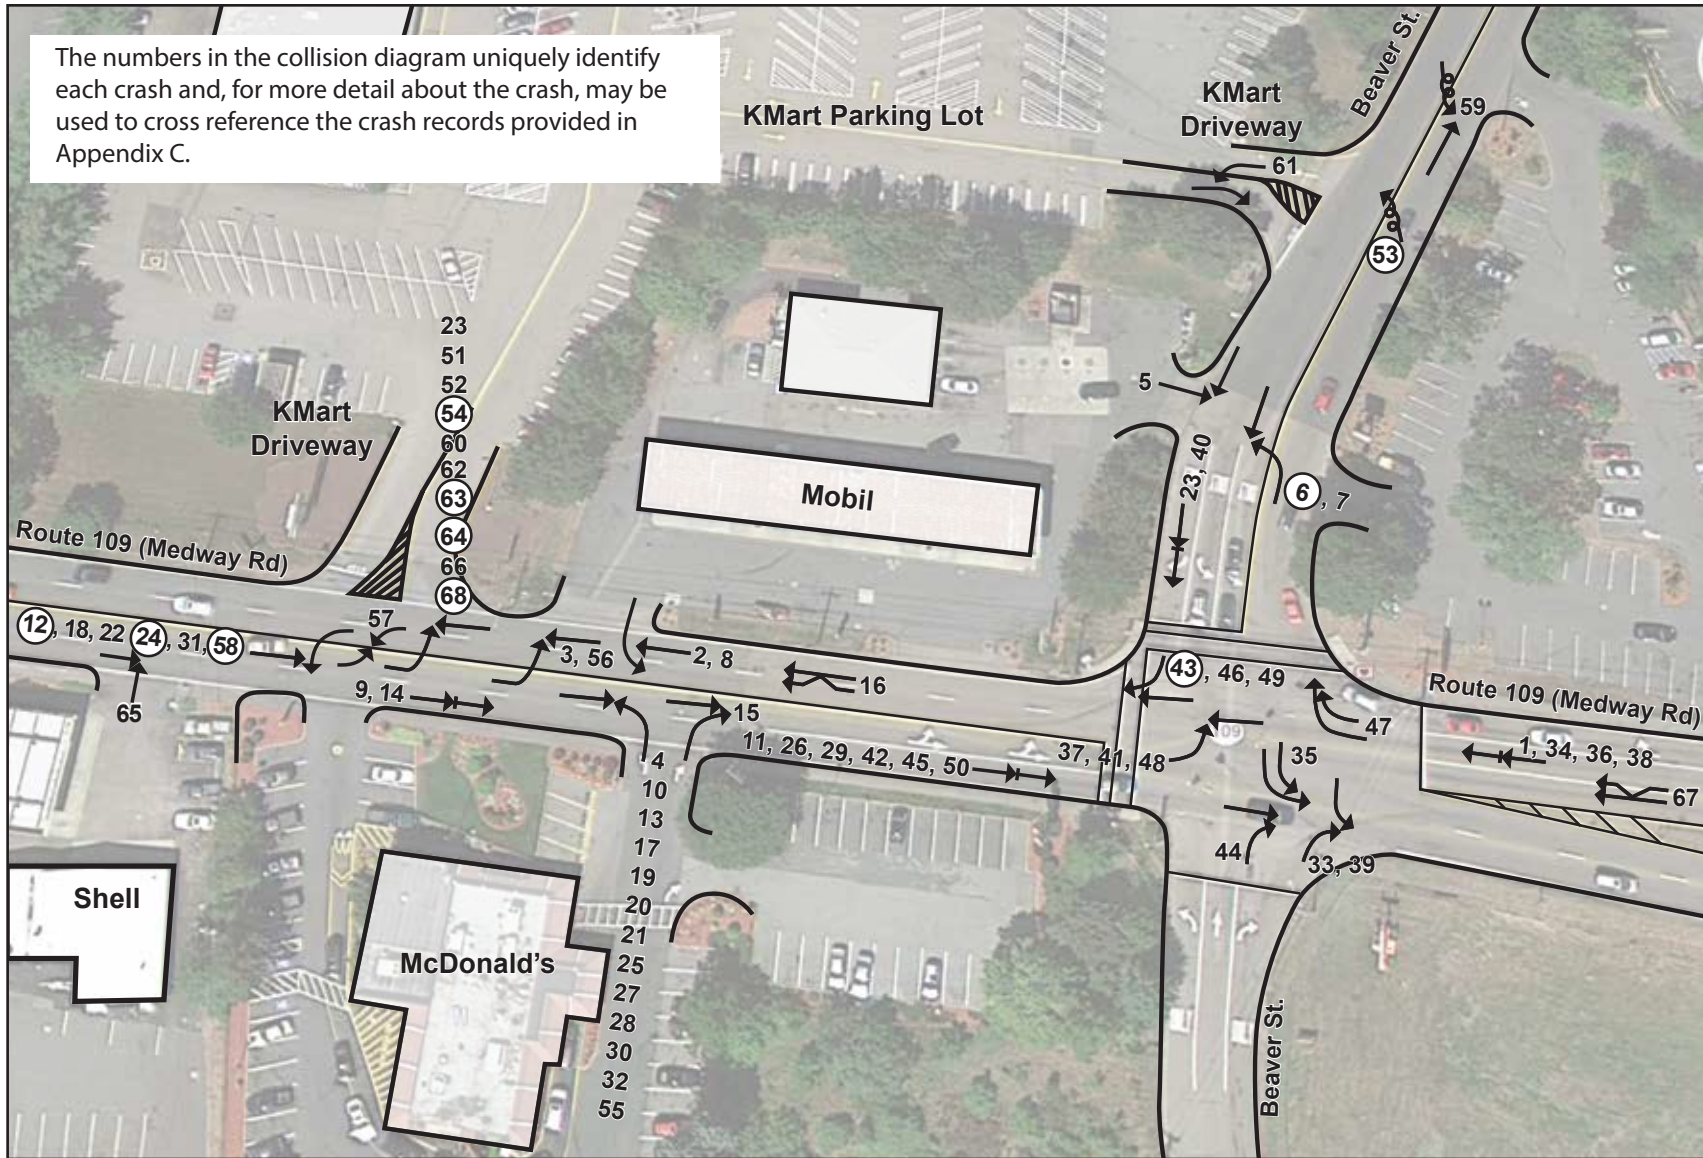 The numbers in the collision diagram uniquely identify
each crash and, for more detail about the crash, may be
used to cross reference the crash records provided in
Appendix C.
KMart Parking Lot
KMart
Driveway
Beaver St.
59
61
53
23
51
52
54
60
62
63
64
66
68
KMart
Driveway
5
23, 40
6, 7
Mobil
Route 109 (Medway Rd)
12, 18, 22 24, 31, 58
57
3, 56
2, 8
16
43, 46, 49
Route 109 (Medway Rd)
65
9, 14
15
11, 26, 29, 42, 45, 50
37, 41, 48
109
47
35
1, 34, 36, 38
67
4
10
13
17
19
20
21
25
27
28
30
32
55
44
33, 39
Shell
McDonald's
Beaver St.